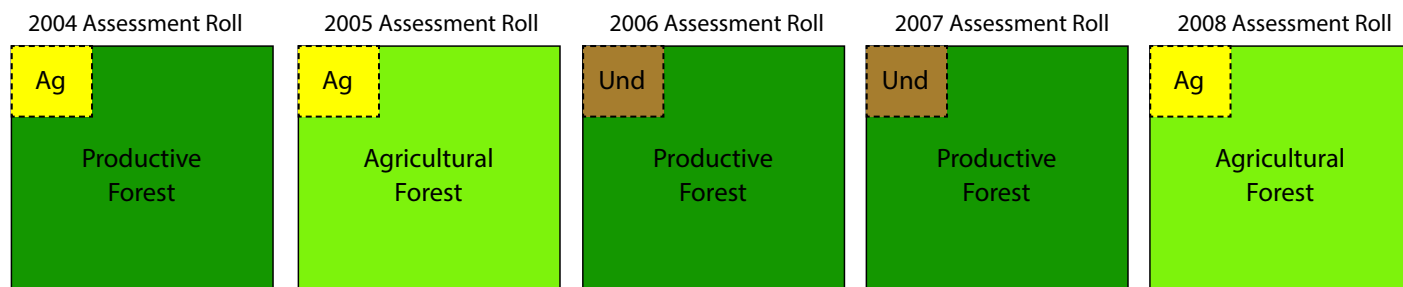 2004 Assessment Roll
Ag
Productive
Forest
2005 Assessment Roll
Ag
Agricultural
Forest
2006 Assessment Roll
Und
Productive
Forest
2007 Assessment Roll
Und
Productive
Forest
2008 Assessment Roll
Ag
Agricultural
Forest